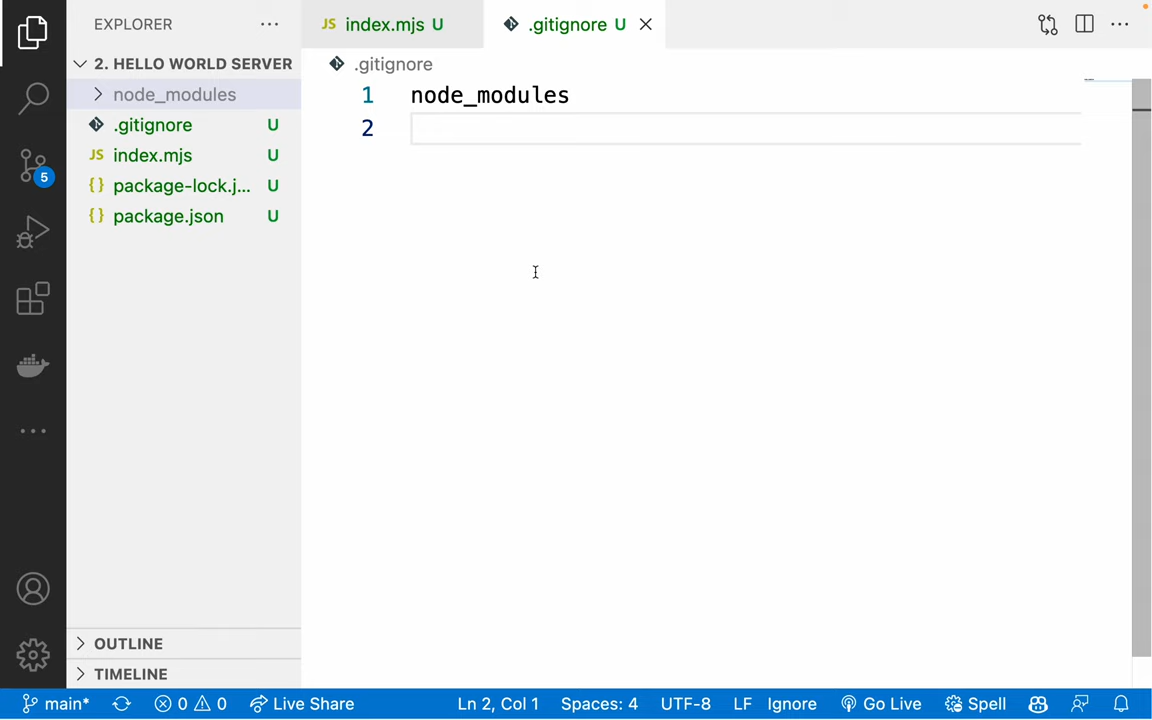 EXPLORER
2. HELLO WORLD SERVER
node_modules
.gitignore U
JS index.mjs U
{} package-lock.j... U
{} package.json U
OUTLINE
TIMELINE
JS index.mjs U
.gitignore U
.gitignore
1 node_modules
2
5
main* 0 0 Live Share Ln 2, Col 1 Spaces: 4 UTF-8 LF Ignore Go Live Spell